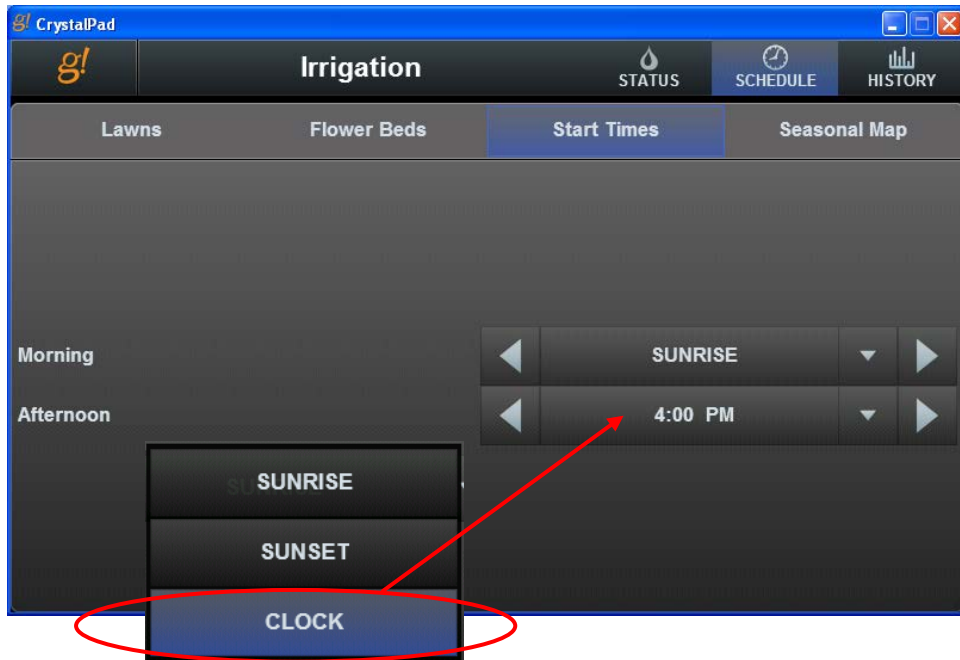 g! CrystalPad
g! Irrigation STATUS SCHEDULE HISTORY
Lawns Flower Beds Start Times Seasonal Map
Morning SUNRISE
Afternoon 4:00 PM
SUNRISE
SUNSET
CLOCK